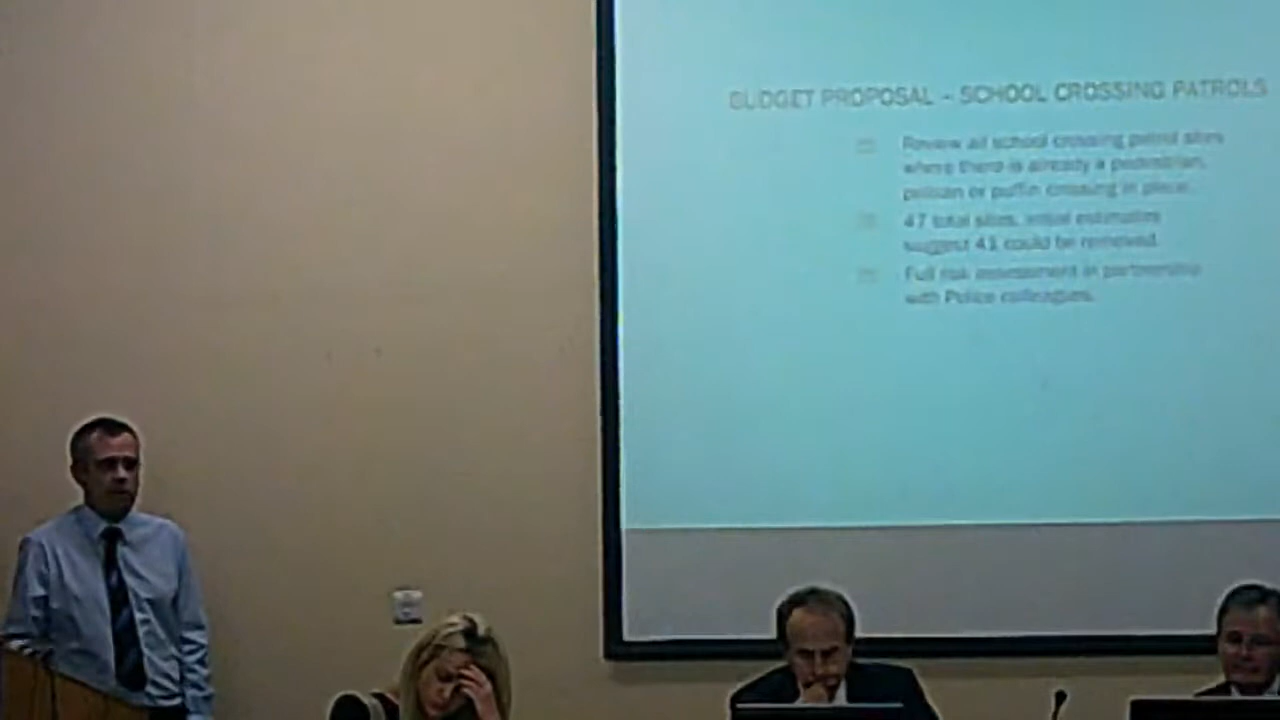 BUDGET PROPOSAL – SCHOOL CROSSING PATROLS
Review all school crossing patrol sites
where there is already a pedestrian,
pelican or puffin crossing in place.
47 total sites, initial estimates
suggest 41 could be removed.
Full risk assessment in partnership
with Police colleagues.